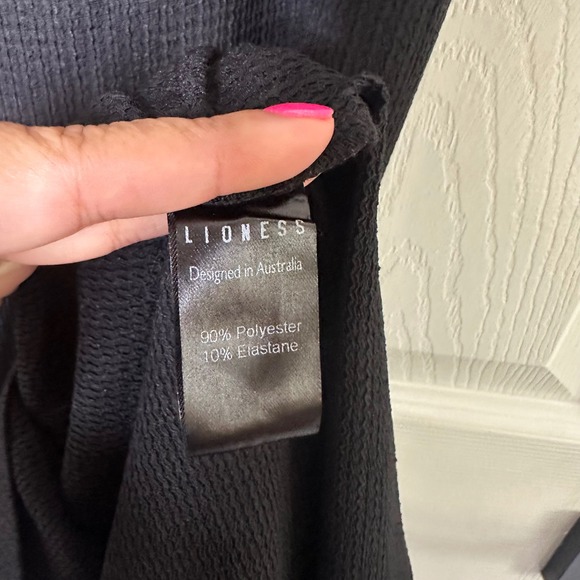 LIONESS
Designed in Australia
90% Polyester
10% Elastane